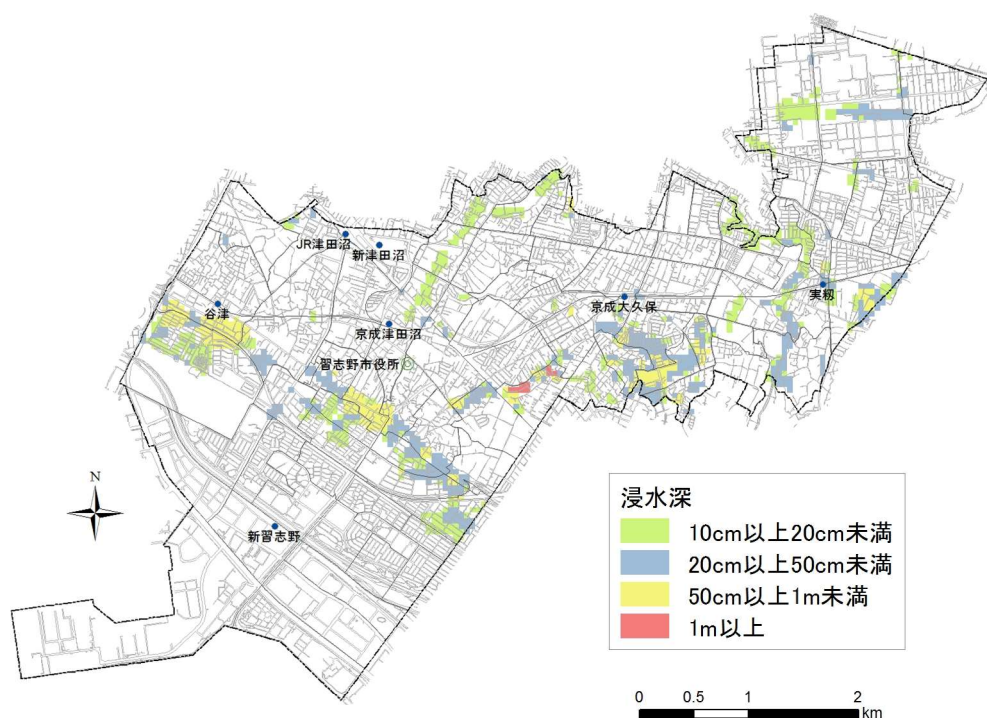 JR津田沼
新津田沼
谷津
京成津田沼
習志野市役所
京成大久保
実籾
新習志野
N
浸水深
10cm以上20cm未満
20cm以上50cm未満
50cm以上1m未満
1m以上
0 0.5 1 2
km